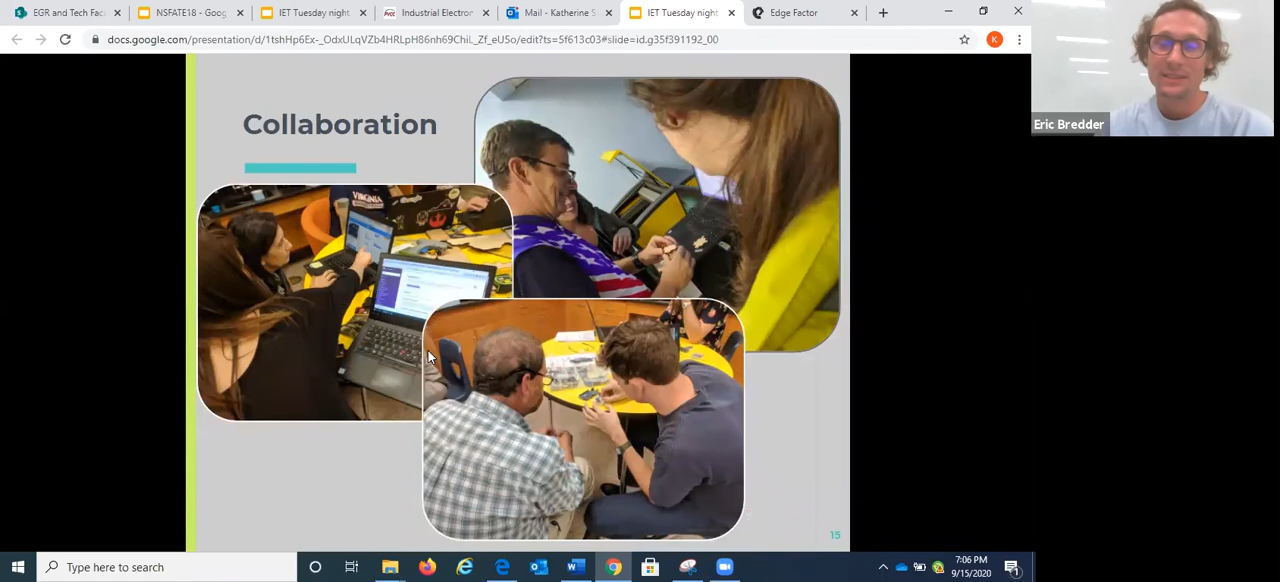 EGR and Tech Fac
NSFATE18 - Goog
IET Tuesday night
Industrial Electron
Mail - Katherine S
IET Tuesday night
Edge Factor
docs.google.com/presentation/d/1tshHp6Ex-_OdxULqVZb4HRLpH86nh69ChiL_Zf_eU5o/edit?ts=5f613c03#slide=id.g35f391192_00
K
Eric Bredder
Collaboration
VIRGINIA
Google
15
Type here to search
7:06 PM
9/15/2020